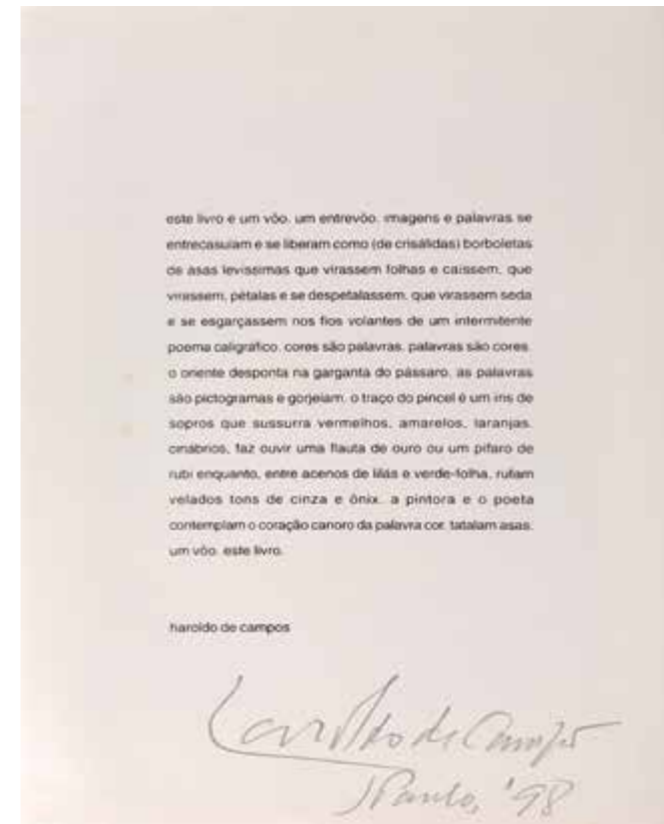 este livro é um vôo. um entrevôo. imagens e palavras se
entrecasulam e se liberam como (de crisálidas) borboletas
de asas levíssimas que virassem folhas e caíssem, que
virassem, pétalas e se despetalassem, que virassem seda
e se esgarçassem nos fios volantes de um intermitente
poema caligráfico. cores são palavras. palavras são cores.
o oriente desponta na garganta do pássaro. as palavras
são pictogramas e gorjeiam. o traço do pincel é um íris de
sopros que sussurra vermelhos, amarelos, laranjas,
cinábrios, faz ouvir uma flauta de ouro ou um pífaro de
rubi enquanto, entre acenos de lilás e verde-folha, rufam
velados tons de cinza e ônix. a pintora e o poeta
contemplam o coração canoro da palavra cor. tatalam asas.
um vôo. este livro.
haroldo de campos
Haroldo de Campos
SPaulo, '98